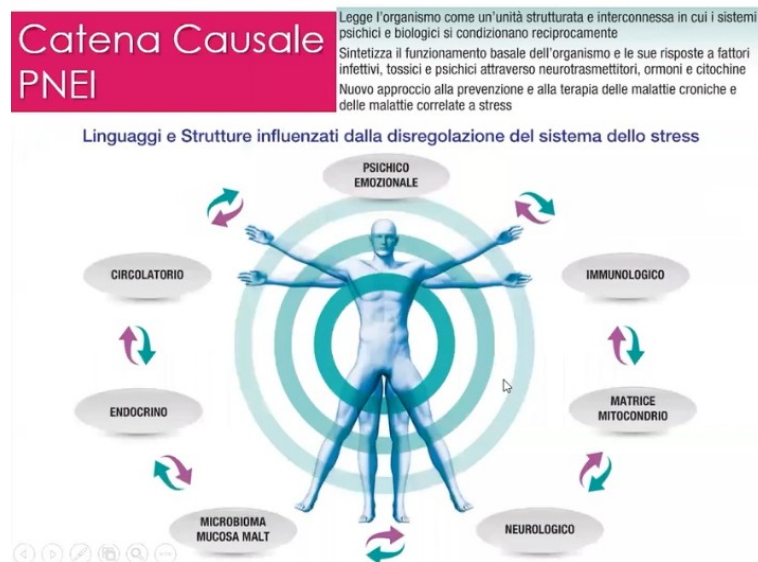 Catena Causale
PNEI
Legge l'organismo come un'unità strutturata e interconnessa in cui i sistemi
psichici e biologici si condizionano reciprocamente
Sintetizza il funzionamento basale dell'organismo e le sue risposte a fattori
infettivi, tossici e psichici attraverso neurotrasmettitori, ormoni e citochine
Nuovo approccio alla prevenzione e alla terapia delle malattie croniche e
delle malattie correlate a stress
Linguaggi e Strutture influenzati dalla disregolazione del sistema dello stress
PSICHICO
EMOZIONALE
CIRCOLATORIO
IMMUNOLOGICO
ENDOCRINO
MATRICE
MITOCONDRIO
MICROBIOMA
MUCOSA MALT
NEUROLOGICO